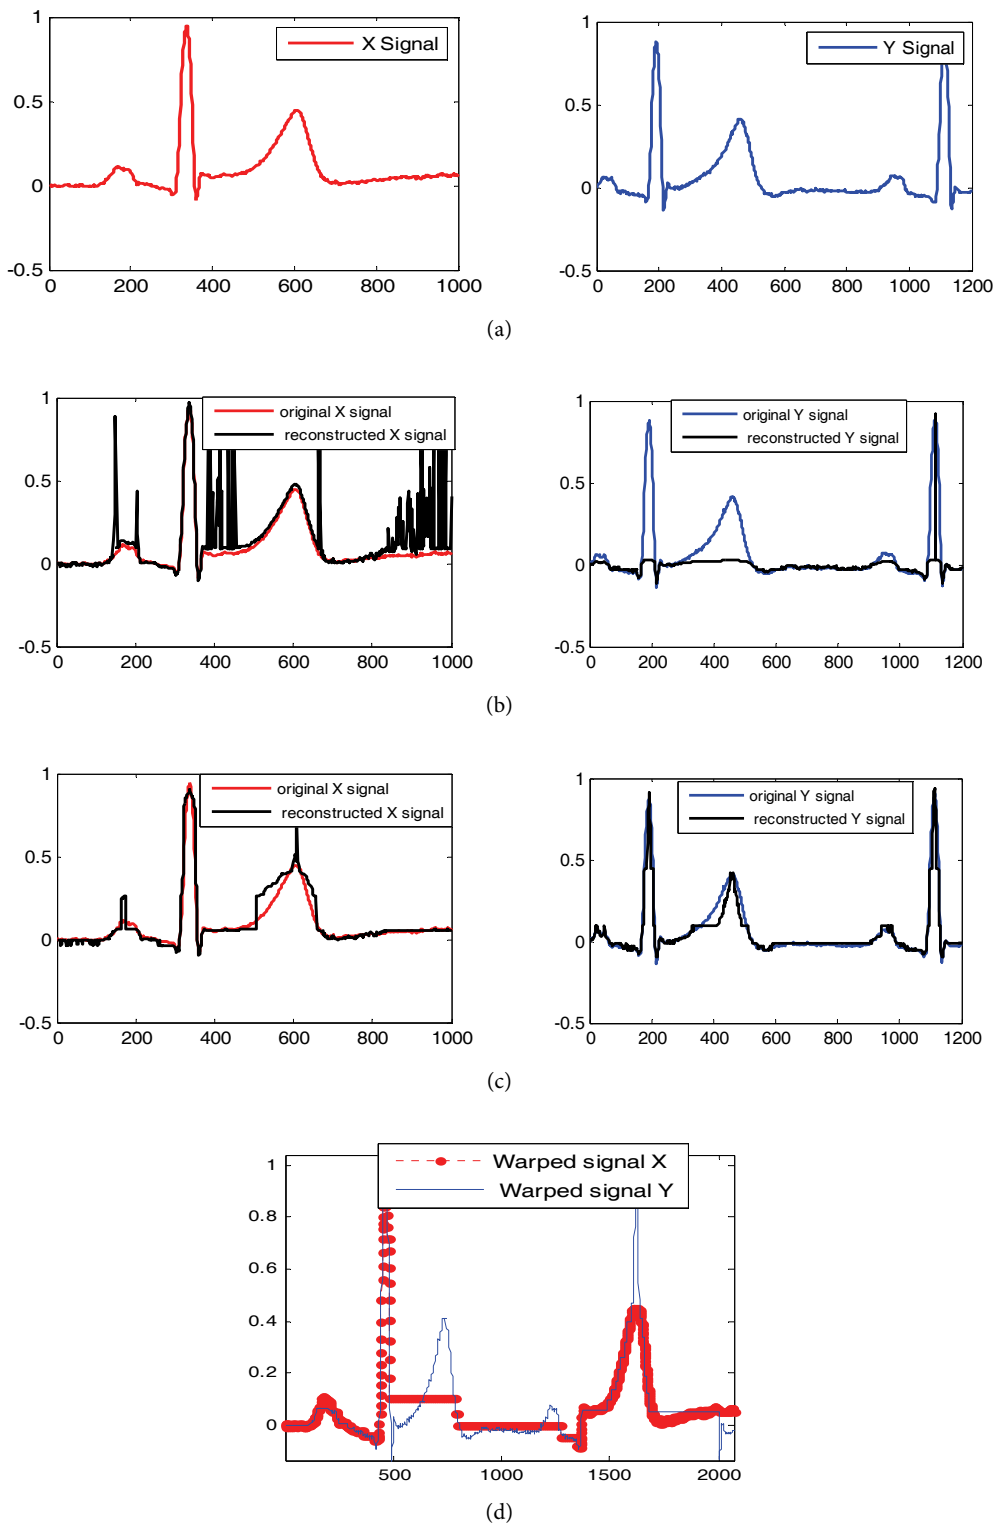 X Signal
1
0.5
0
-0.5
0 200 400 600 800 1000
Y Signal
1
0.5
0
-0.5
0 200 400 600 800 1000 1200
(a)
original X signal
reconstructed X signal
1
0.5
0
-0.5
0 200 400 600 800 1000
original Y signal
reconstructed Y signal
1
0.5
0
-0.5
0 200 400 600 800 1000 1200
(b)
original X signal
reconstructed X signal
1
0.5
0
-0.5
0 200 400 600 800 1000
original Y signal
reconstructed Y signal
1
0.5
0
-0.5
0 200 400 600 800 1000 1200
(c)
Warped signal X
Warped signal Y
1
0.8
0.6
0.4
0.2
0
500 1000 1500 2000
(d)